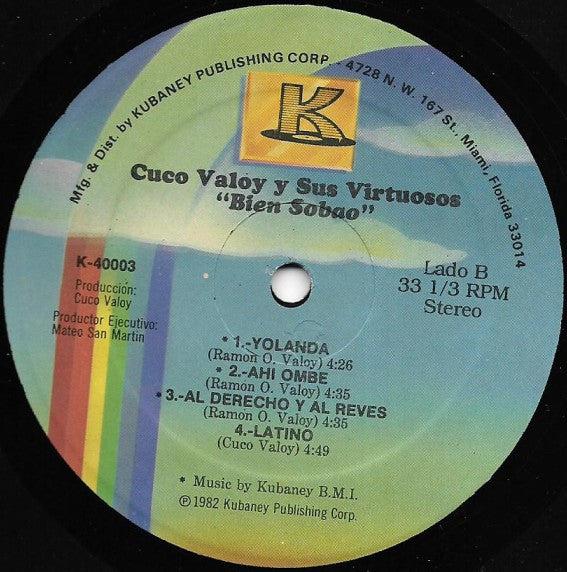 Mfg. & Dist. by KUBANEY PUBLISHING CORP. - 4728 N. W. 167 St., Miami, Florida 33014
K
Cuco Valoy y Sus Virtuosos
"Bien Sobao"
K-40003
Producción:
Cuco Valoy
Productor Ejecutivo:
Mateo San Martin
Lado B
33 1/3 RPM
Stereo
* 1.-YOLANDA
(Ramon O. Valoy) 4:26
* 2.-AHI OMBE
(Ramon O. Valoy) 4:35
* 3.-AL DERECHO Y AL REVES
(Ramon O. Valoy) 4:35
4.-LATINO
(Cuco Valoy) 4:49
* Music by Kubaney B.M.I.
℗ 1982 Kubaney Publishing Corp.